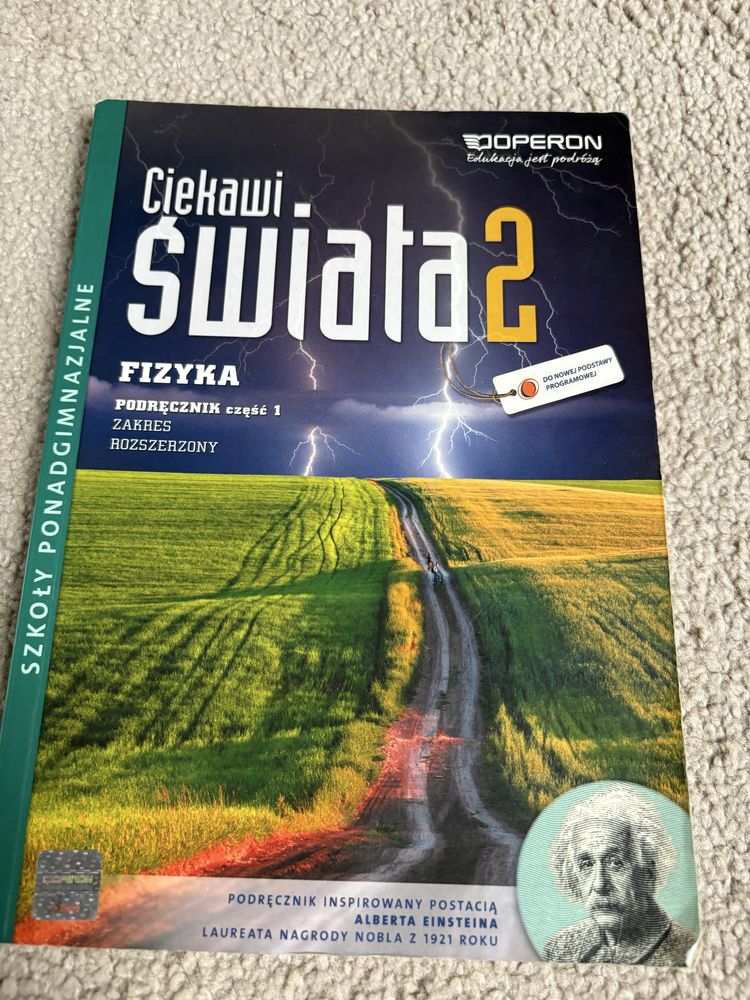 OPERON
Edukacja jest podróżą
Ciekawi
świata 2
DO NOWEJ PODSTAWY
PROGRAMOWEJ
FIZYKA
PODRĘCZNIK część 1
ZAKRES
ROZSZERZONY
SZKOŁY PONADGIMNAZJALNE
OPERON
PODRĘCZNIK INSPIROWANY POSTACIĄ
ALBERTA EINSTEINA
LAUREATA NAGRODY NOBLA Z 1921 ROKU